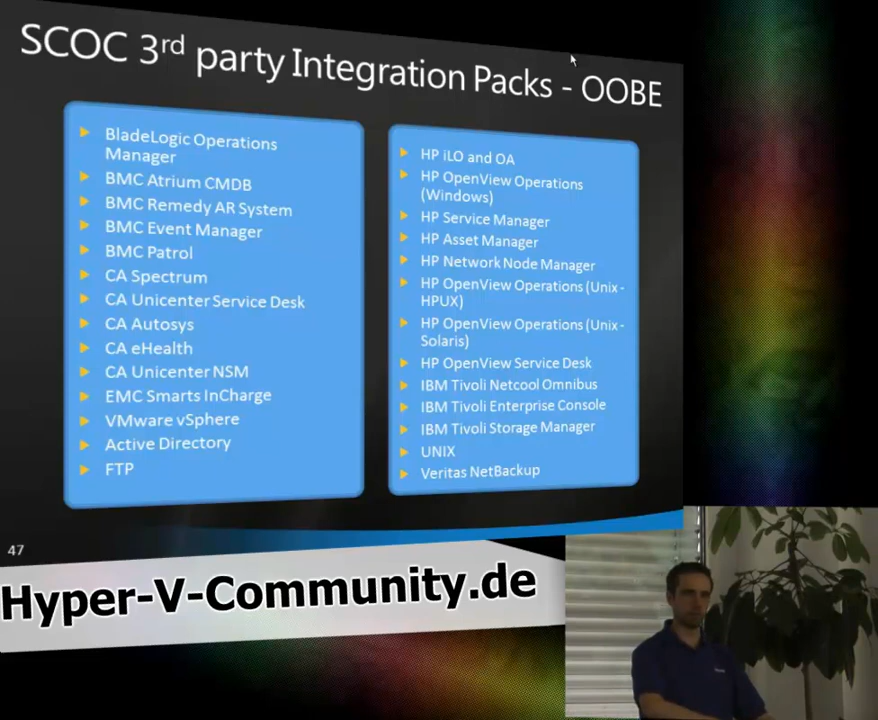 SCOC 3rd party Integration Packs - OOBE
BladeLogic Operations
Manager
BMC Atrium CMDB
BMC Remedy AR System
BMC Event Manager
BMC Patrol
CA Spectrum
CA Unicenter Service Desk
CA Autosys
CA eHealth
CA Unicenter NSM
EMC Smarts InCharge
VMware vSphere
Active Directory
FTP
HP iLO and OA
HP OpenView Operations
(Windows)
HP Service Manager
HP Asset Manager
HP Network Node Manager
HP OpenView Operations (Unix -
HPUX)
HP OpenView Operations (Unix-
Solaris)
HP OpenView Service Desk
IBM Tivoli Netcool Omnibus
IBM Tivoli Enterprise Console
IBM Tivoli Storage Manager
UNIX
Veritas NetBackup
47
Hyper-V-Community.de